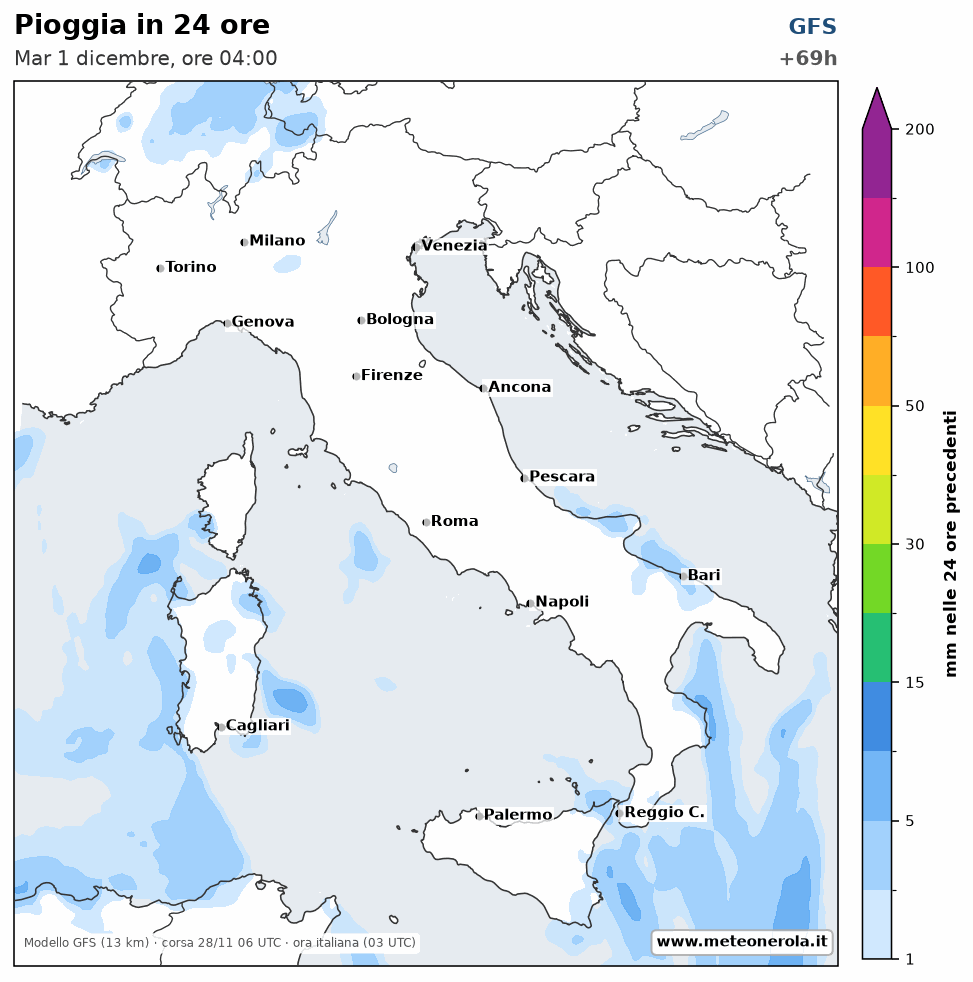 Pioggia in 24 ore
GFS
Mar 1 dicembre, ore 04:00
+69h
200
100
50
30
15
5
1
mm nelle 24 ore precedenti
Milano
Venezia
Torino
Genova
Bologna
Firenze
Ancona
Pescara
Roma
Bari
Napoli
Cagliari
Palermo
Reggio C.
Modello GFS (13 km) · corsa 28/11 06 UTC · ora italiana (03 UTC)
www.meteonerola.it